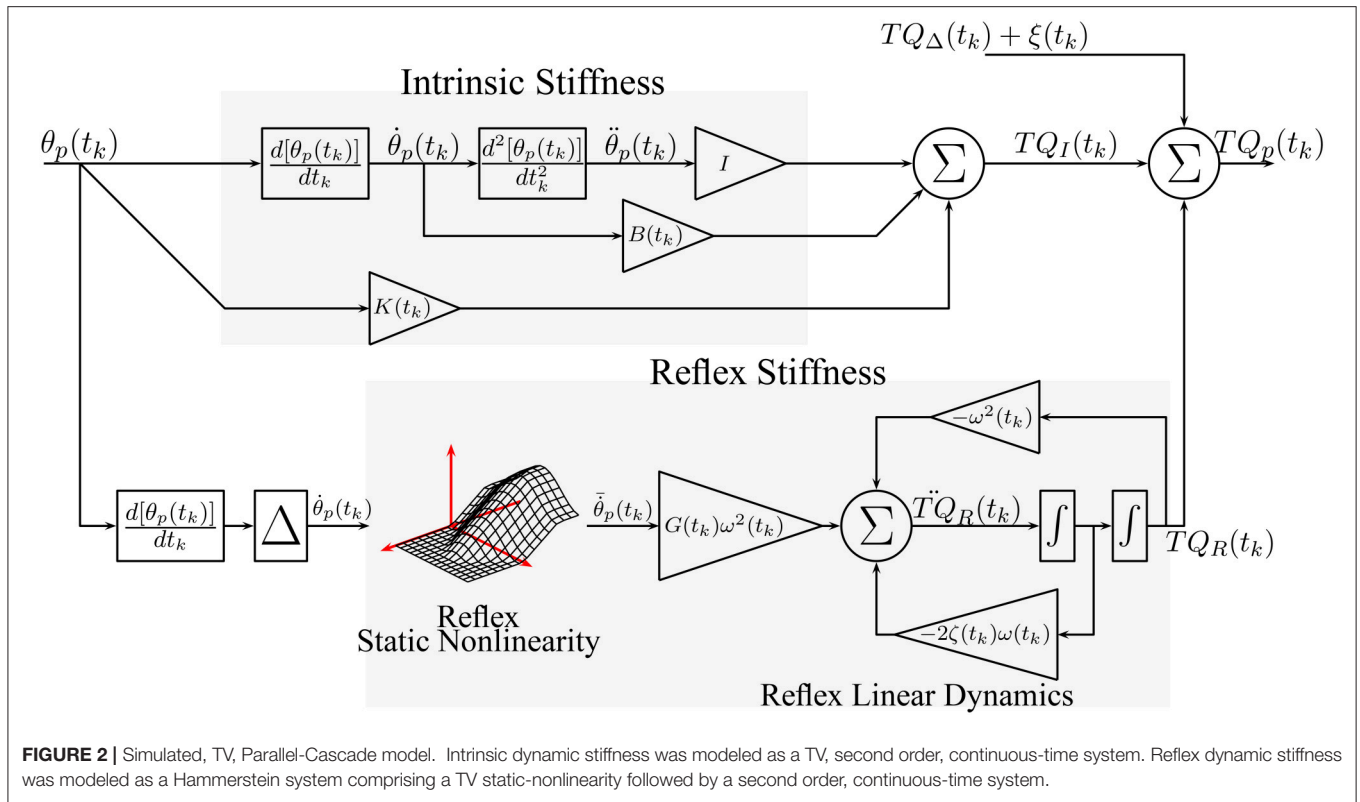 TQ_Δ(t_k) + ξ(t_k)
Intrinsic Stiffness
θ_p(t_k)
d[θ_p(t_k)]
dt_k
θ̇_p(t_k)
d²[θ_p(t_k)]
dt_k²
θ̈_p(t_k)
I
Σ
TQ_I(t_k)
Σ
TQ_p(t_k)
B(t_k)
K(t_k)
Reflex Stiffness
−ω²(t_k)
d[θ_p(t_k)]
dt_k
Δ
θ̇_p(t_k)
θ̇̄_p(t_k)
G(t_k)ω²(t_k)
Σ
TQ̈_R(t_k)
∫
∫
TQ_R(t_k)
Reflex
Static Nonlinearity
−2ζ(t_k)ω(t_k)
Reflex Linear Dynamics
FIGURE 2 | Simulated, TV, Parallel-Cascade model. Intrinsic dynamic stiffness was modeled as a TV, second order, continuous-time system. Reflex dynamic stiffness
was modeled as a Hammerstein system comprising a TV static-nonlinearity followed by a second order, continuous-time system.